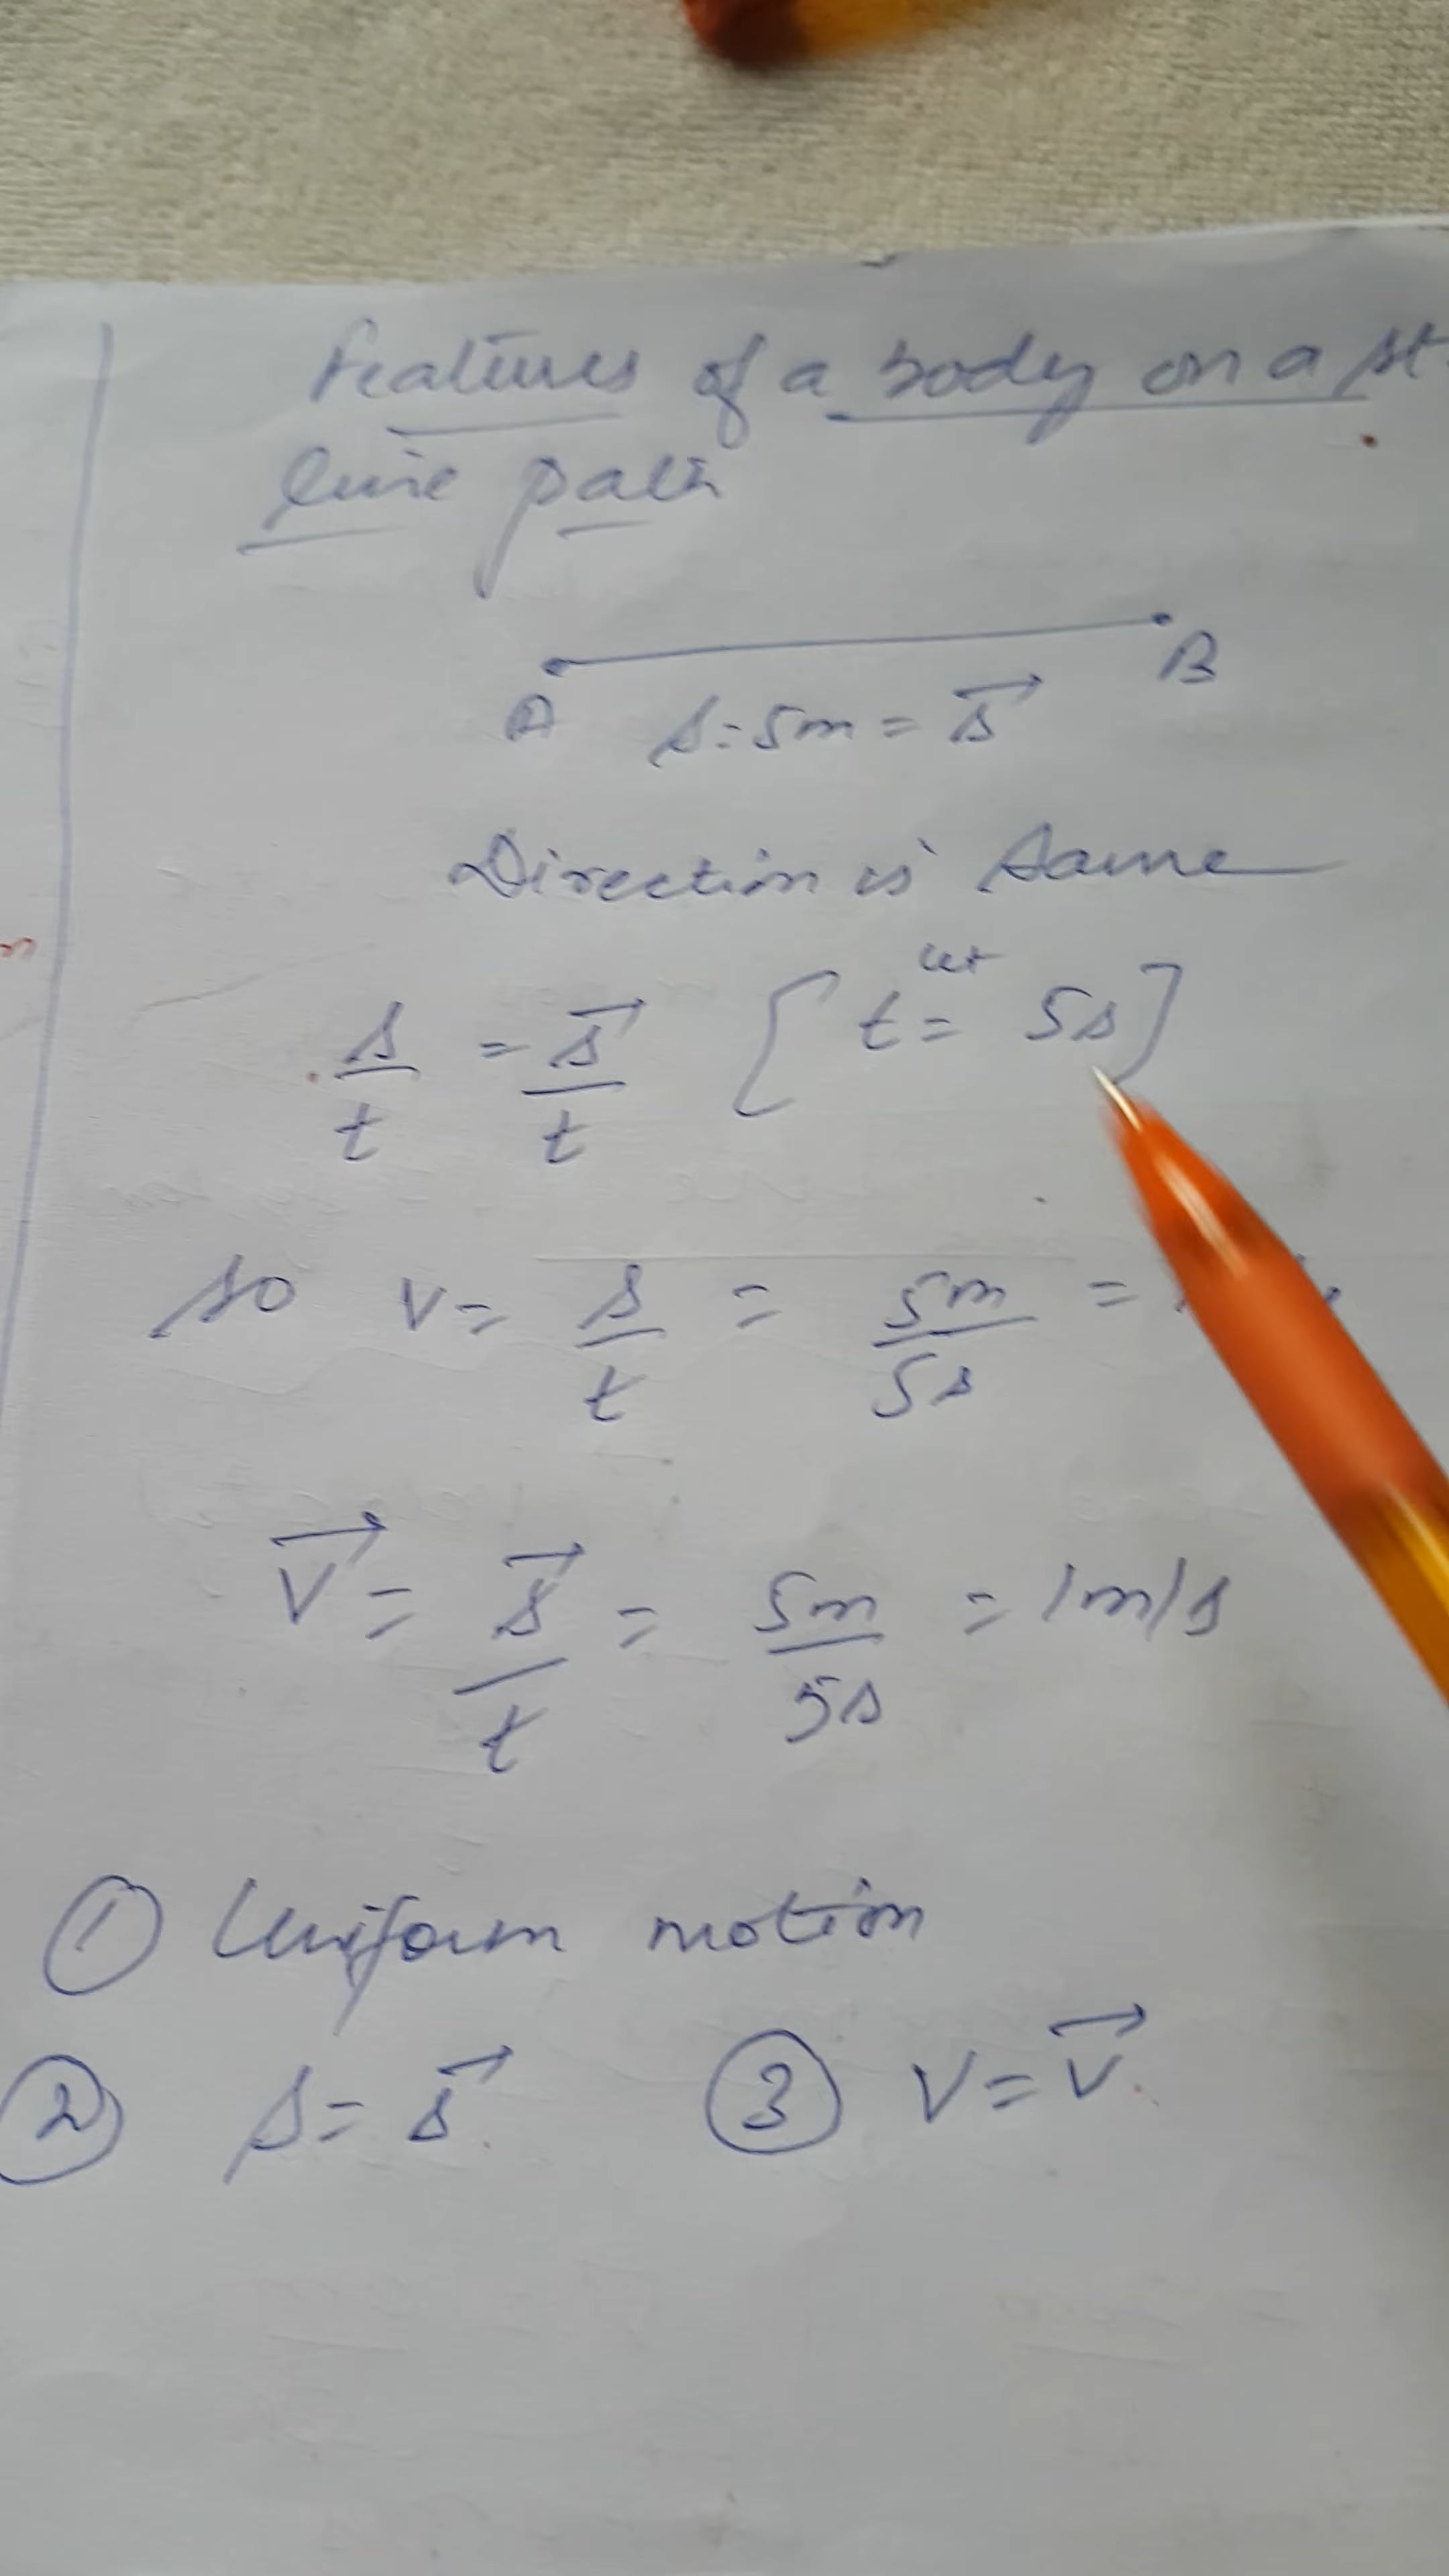 Features of a body on a st.
line path
A B
s = 5m = s⃗
Direction is same
s/t = s⃗/t [ let t = 5s ]
so v = s/t = 5m/5s =
v⃗ = s⃗/t = 5m/5s = 1m/s
① Uniform motion
② s = s⃗. ③ v = v⃗.